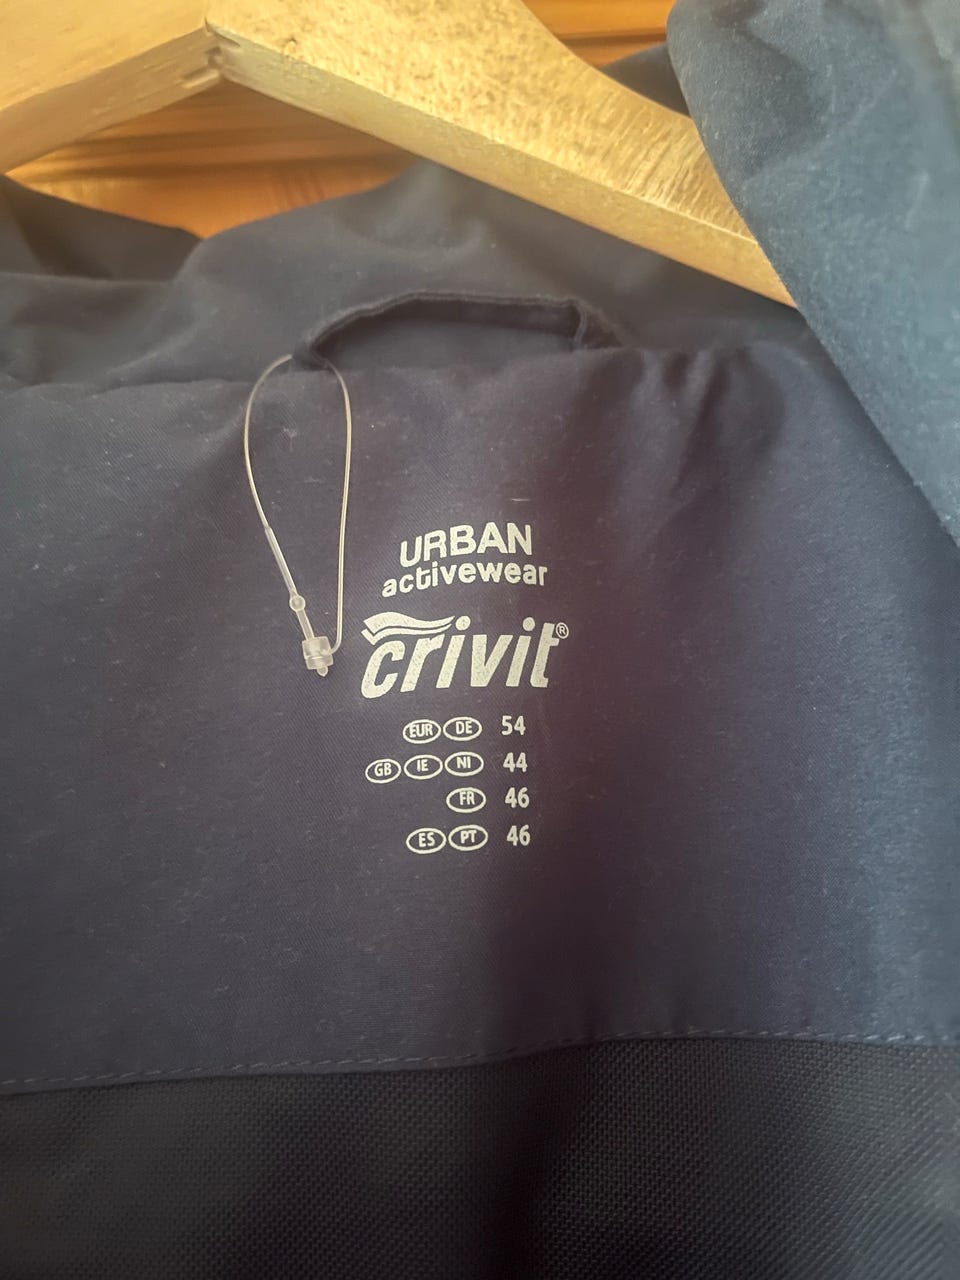 URBAN
activewear
crivit®
EUR DE 54
GB IE NI 44
FR 46
ES PT 46